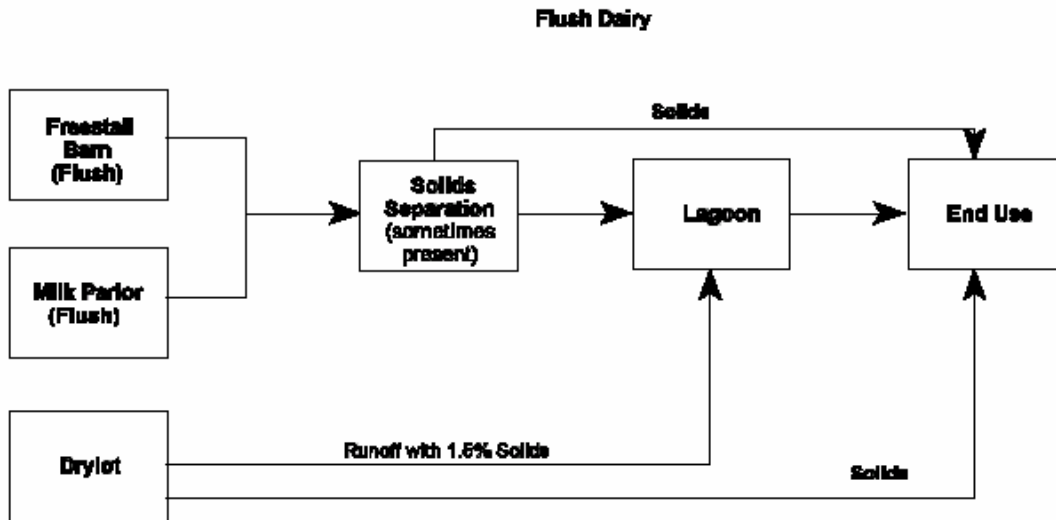 Flush Dairy
Freestall
Barn
(Flush)
Solids
Solids
Separation
(sometimes
present)
Lagoon
End Use
Milk Parlor
(Flush)
Drylot
Runoff with 1.5% Solids
Solids